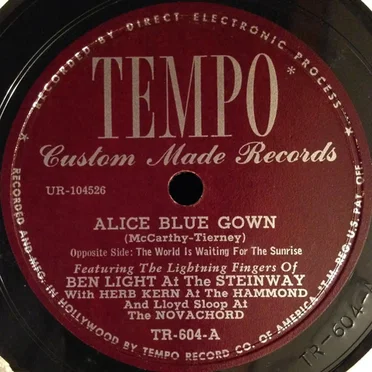 RECORDED BY DIRECT ELECTRONIC PROCESS
TEMPO*
Custom Made Records
UR-104526
ALICE BLUE GOWN
(McCarthy-Tierney)
Opposite Side: The World is Waiting For The Sunrise
Featuring The Lightning Fingers Of
BEN LIGHT At The STEINWAY
With HERB KERN At The HAMMOND
And Lloyd Sloop At
The NOVACHORD
TR-604-A
RECORDED AND MFG. IN HOLLYWOOD BY TEMPO RECORD CO. OF AMERICA *T.M. REG. U.S. PAT. OFF.
TR-604-A